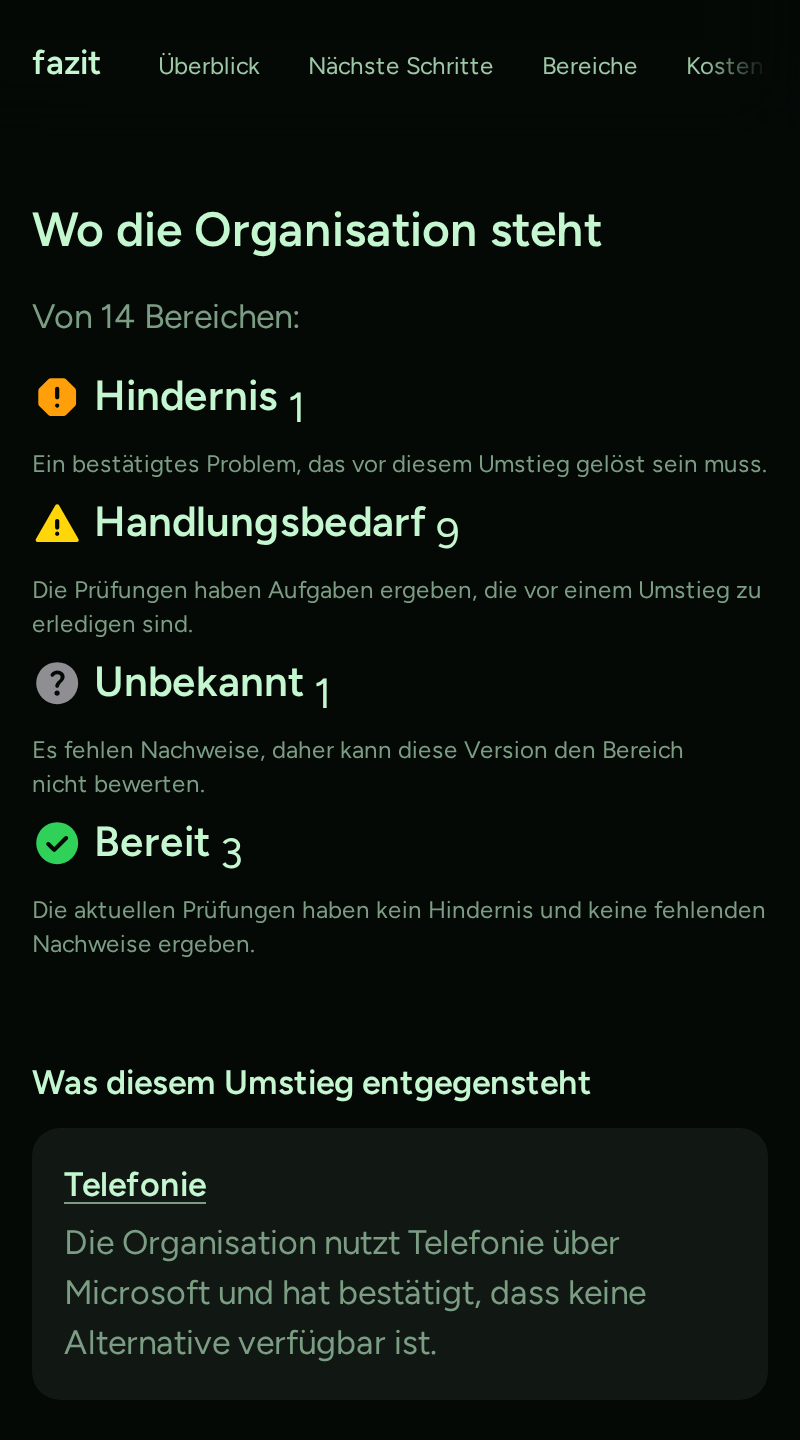 fazit Überblick Nächste Schritte Bereiche Kosten
Wo die Organisation steht
Von 14 Bereichen:
Hindernis 1
Ein bestätigtes Problem, das vor diesem Umstieg gelöst sein muss.
Handlungsbedarf 9
Die Prüfungen haben Aufgaben ergeben, die vor einem Umstieg zu
erledigen sind.
Unbekannt 1
Es fehlen Nachweise, daher kann diese Version den Bereich
nicht bewerten.
Bereit 3
Die aktuellen Prüfungen haben kein Hindernis und keine fehlenden
Nachweise ergeben.
Was diesem Umstieg entgegensteht
Telefonie
Die Organisation nutzt Telefonie über
Microsoft und hat bestätigt, dass keine
Alternative verfügbar ist.